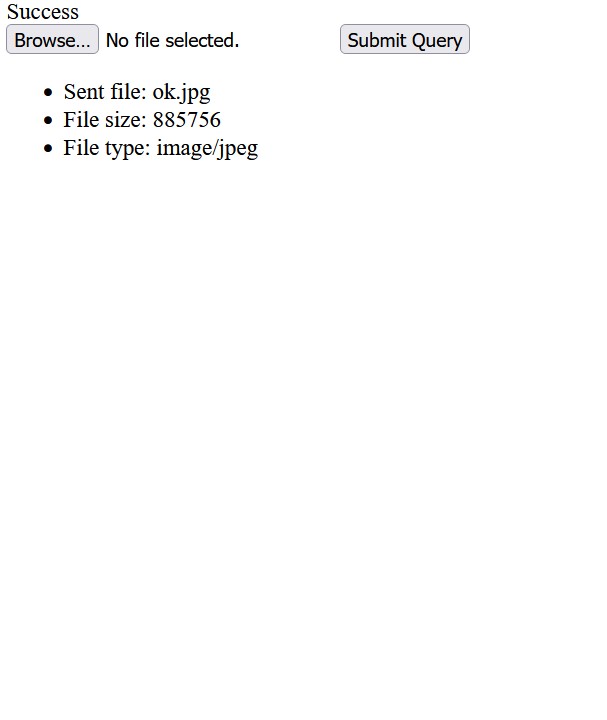 Success
Browse... No file selected. Submit Query
Sent file: ok.jpg
File size: 885756
File type: image/jpeg